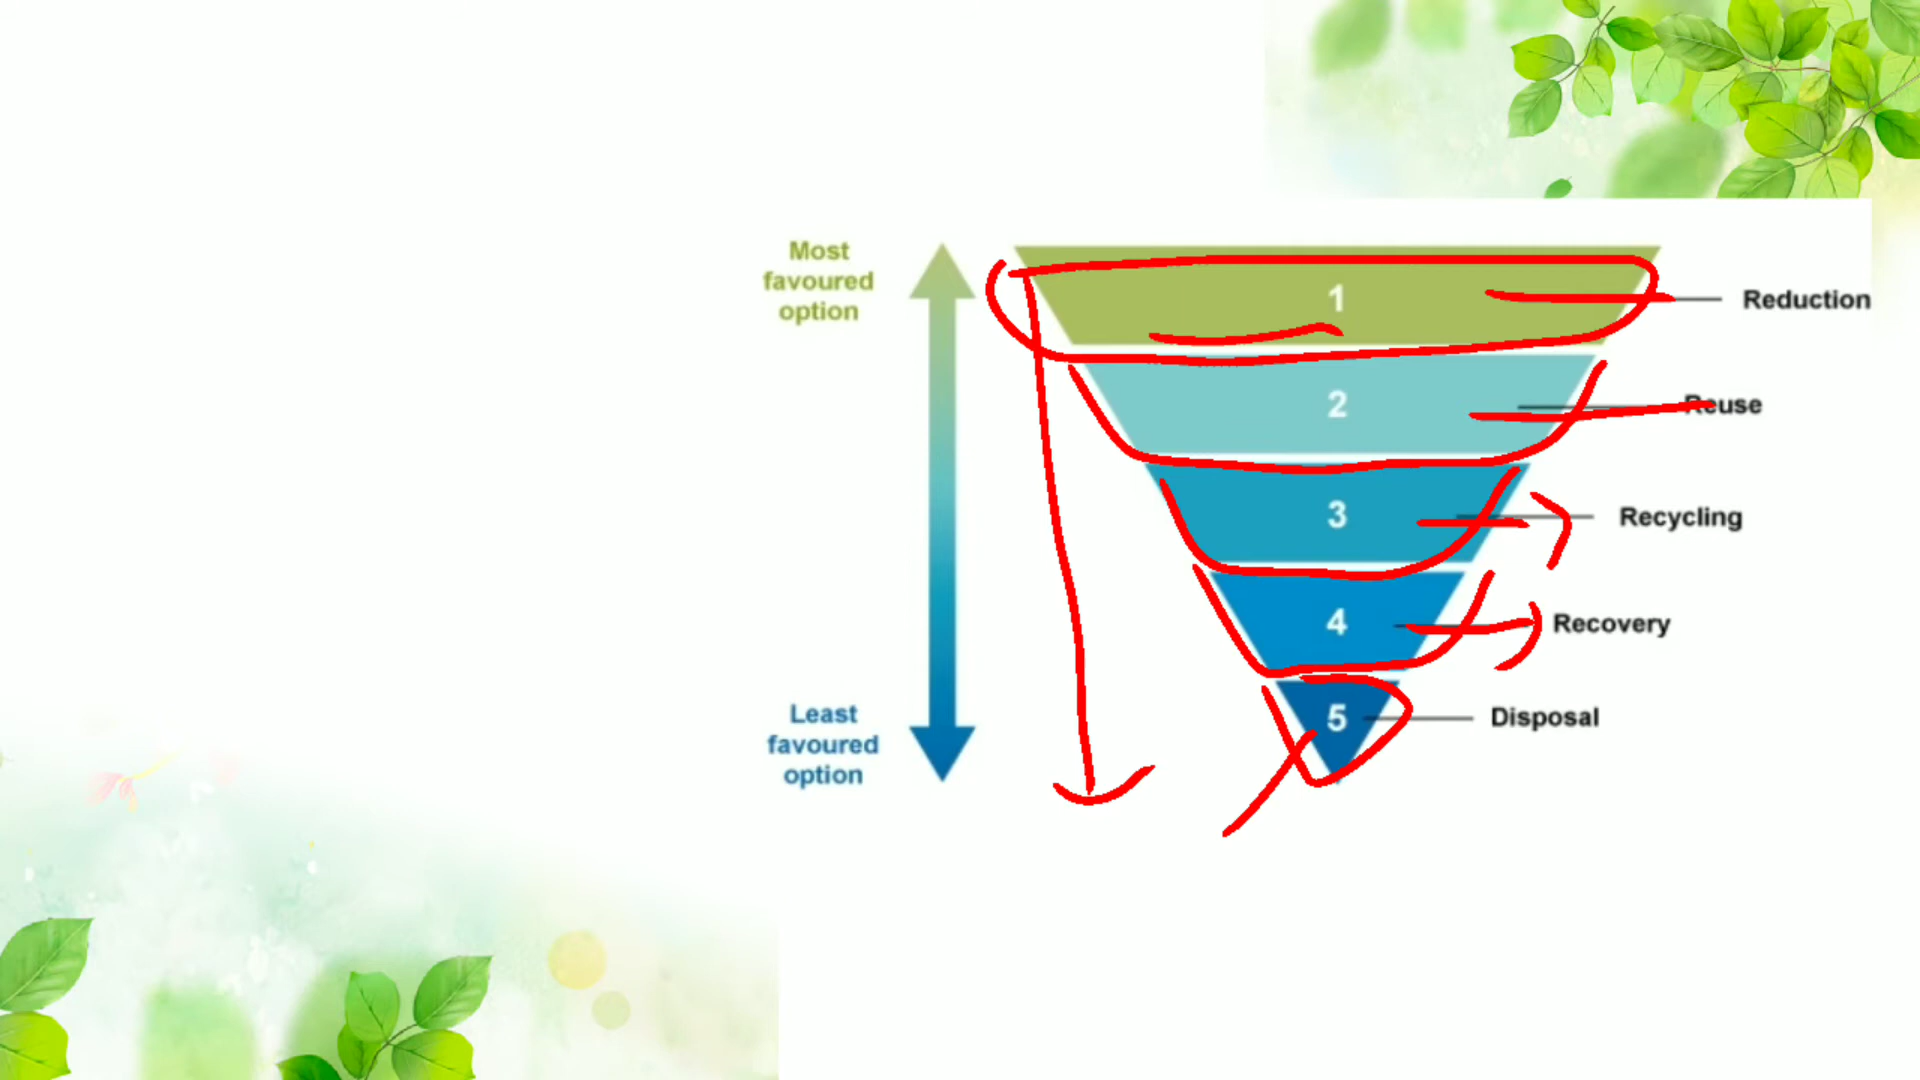 Most
favoured
option
1
Reduction
2
Reuse
3
Recycling
4
Recovery
5
Disposal
Least
favoured
option